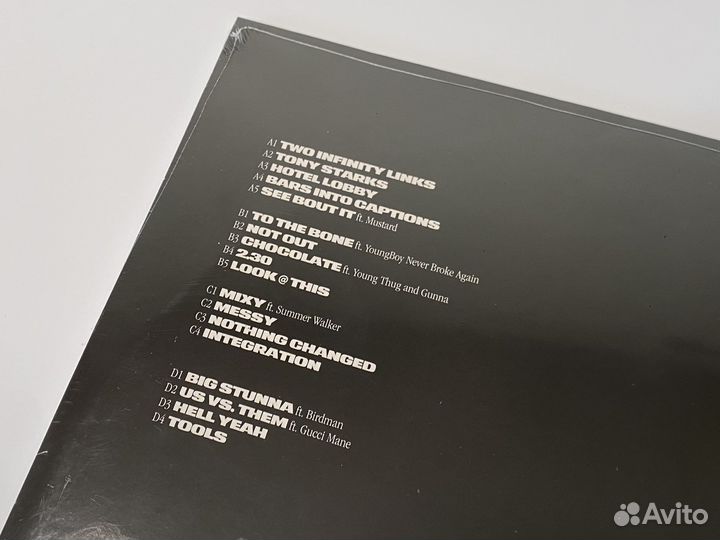 A1 TWO INFINITY LINKS
A2 TONY STARKS
A3 HOTEL LOBBY
A4 BARS INTO CAPTIONS
A5 SEE BOUT IT ft. Mustard
B1 TO THE BONE ft. YoungBoy Never Broke Again
B2 NOT OUT
B3 CHOCOLATE ft. Young Thug and Gunna
B4 2.30
B5 LOOK @ THIS
C1 MIXY ft. Summer Walker
C2 MESSY
C3 NOTHING CHANGED
C4 INTEGRATION
D1 BIG STUNNA ft. Birdman
D2 US VS. THEM ft. Gucci Mane
D3 HELL YEAH
D4 TOOLS
Avito